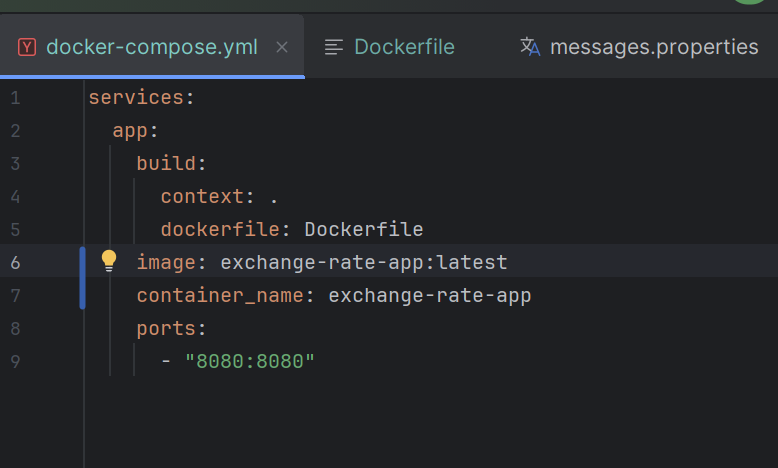 docker-compose.yml Dockerfile messages.properties
1 services:
2 app:
3 build:
4 context: .
5 dockerfile: Dockerfile
6 image: exchange-rate-app:latest
7 container_name: exchange-rate-app
8 ports:
9 - "8080:8080"